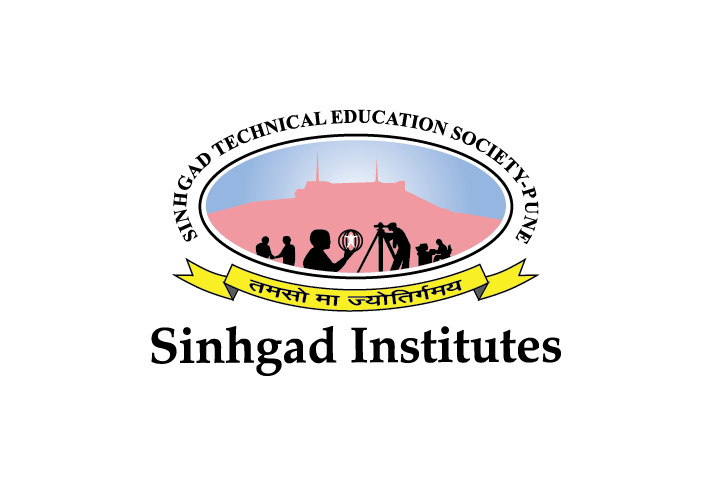 SINHGAD TECHNICAL EDUCATION SOCIETY-PUNE
तमसो मा ज्योतिर्गमय
Sinhgad Institutes